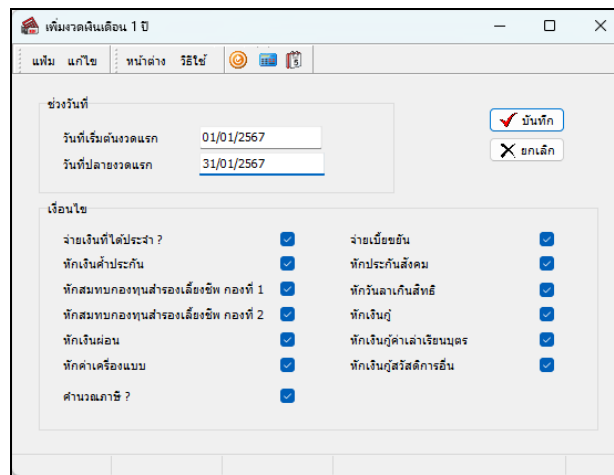 เพิ่มงวดเงินเดือน 1 ปี
แฟ้ม แก้ไข หน้าต่าง วิธีใช้ 5
ช่วงวันที่
วันที่เริ่มต้นงวดแรก 01/01/2567
บันทึก
วันที่ปลายงวดแรก 31/01/2567
ยกเลิก
เงื่อนไข
จ่ายเงินที่ได้ประจำ ? จ่ายเบี้ยขยัน
หักเงินค้ำประกัน หักประกันสังคม
หักสมทบกองทุนสำรองเลี้ยงชีพ กองที่ 1 หักวันลาเกินสิทธิ์
หักสมทบกองทุนสำรองเลี้ยงชีพ กองที่ 2 หักเงินกู้
หักเงินผ่อน หักเงินกู้ค่าเล่าเรียนบุตร
หักค่าเครื่องแบบ หักเงินกู้สวัสดิการอื่น
คำนวณภาษี ?